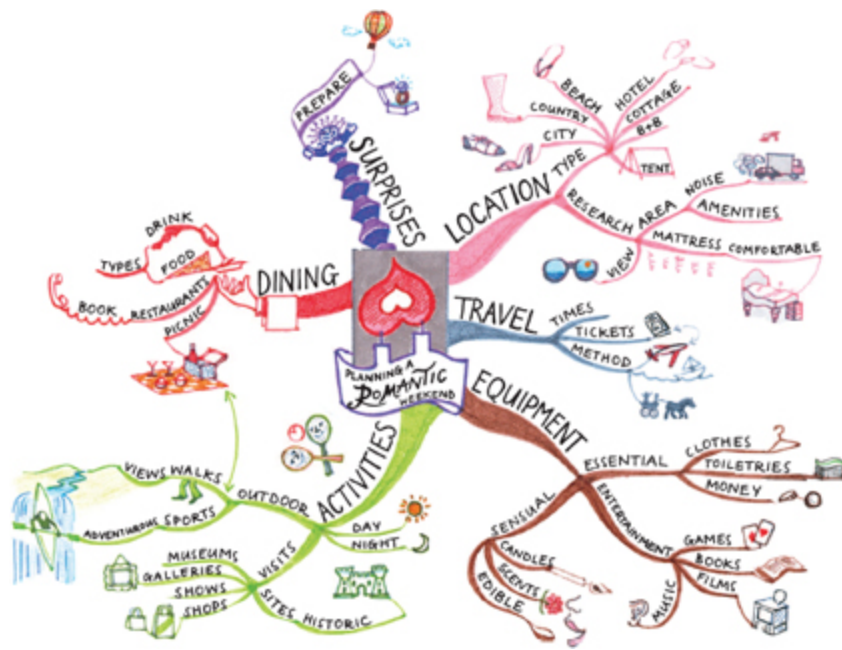 PLANNING A
ROMANTIC
WEEKEND
SURPRISES
PREPARE
LOCATION
TYPE
BEACH
COUNTRY
CITY
HOTEL
COTTAGE
B+B
TENT
RESEARCH AREA
NOISE
AMENITIES
MATTRESS COMFORTABLE
VIEW
TRAVEL
TIMES
TICKETS
METHOD
EQUIPMENT
ESSENTIAL
CLOTHES
TOILETRIES
MONEY
ENTERTAINMENT
GAMES
BOOKS
FILMS
MUSIC
SENSUAL
CANDLES
SCENTS
EDIBLE
ACTIVITIES
DAY
NIGHT
OUTDOOR
WALKS
VIEWS
SPORTS
ADVENTUROUS
VISITS
MUSEUMS
GALLERIES
SHOWS
SHOPS
SITES HISTORIC
DINING
DRINK
FOOD
TYPES
RESTAURANTS
BOOK
PICNIC